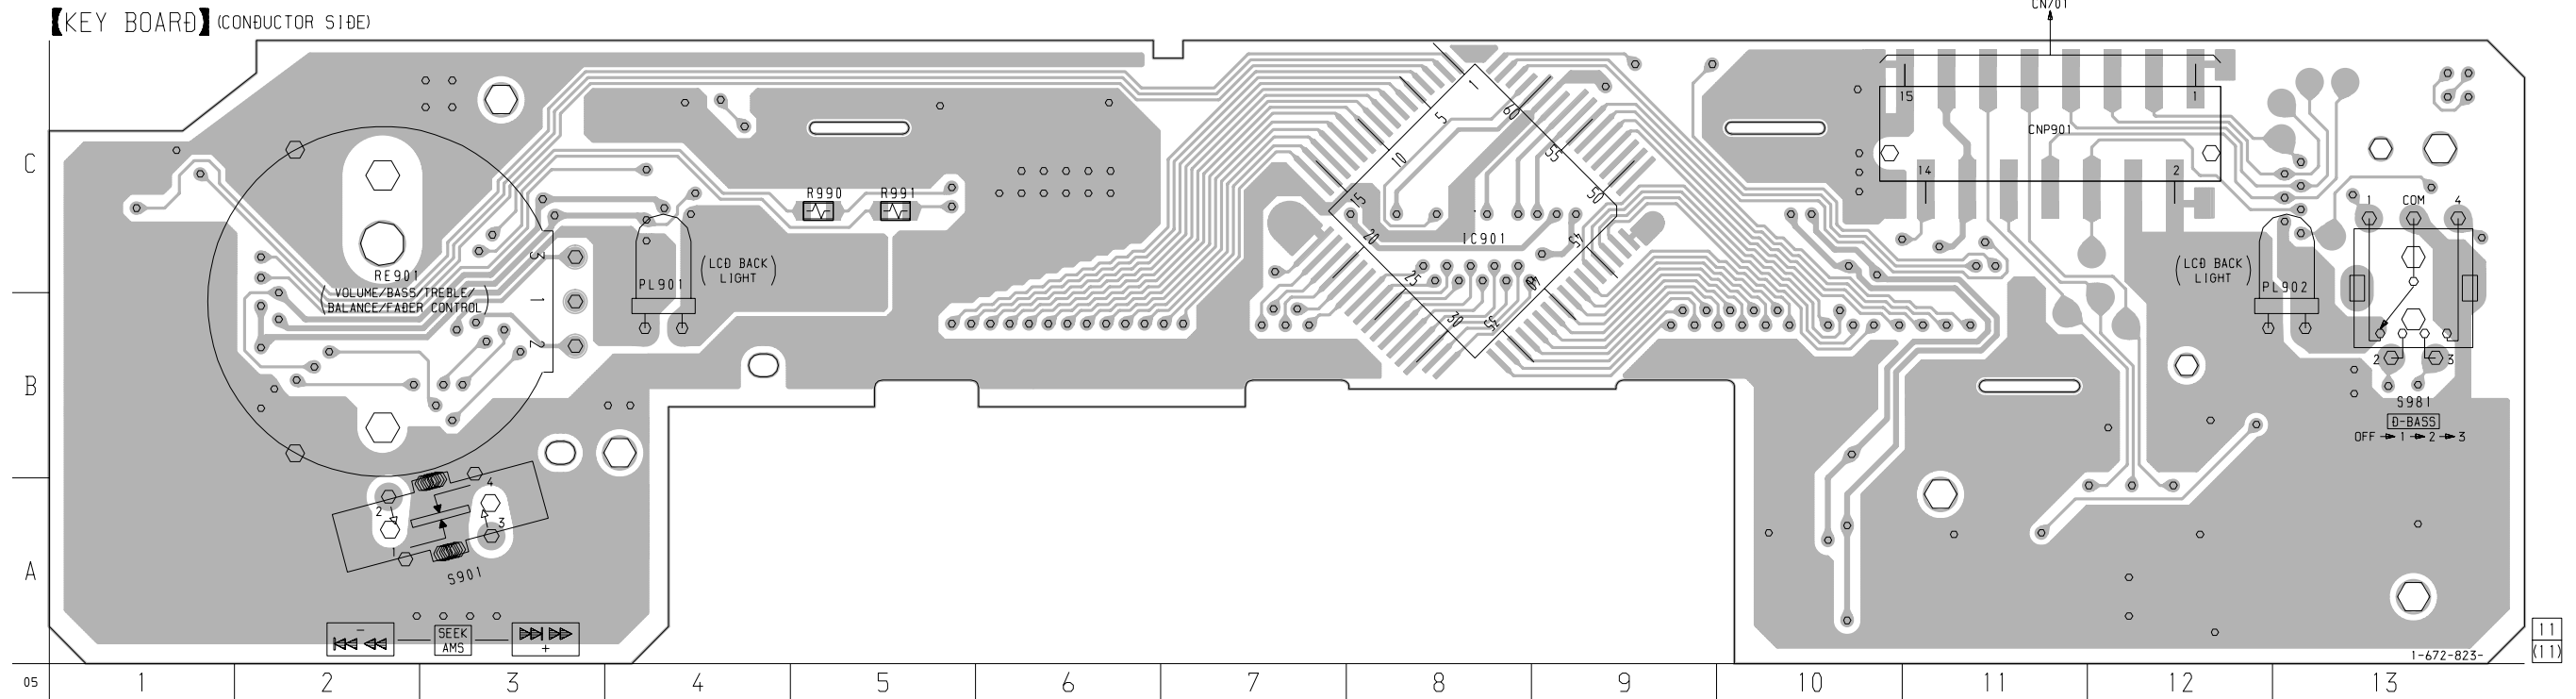 【KEY BOARD】 (CONDUCTOR SIDE)
CN701
15
1
CNP901
14
2
C
R990
R991
1
5
10
15
20
25
30
35
40
45
50
55
60
IC901
1
COM
4
RE901
(VOLUME/BASS/TREBLE/
BALANCE/FADER CONTROL)
3
1
2
PL901
(LCD BACK
LIGHT)
(LCD BACK
LIGHT)
PL902
2
3
B
S981
D-BASS
OFF → 1 → 2 → 3
2
4
1
3
S901
A
−
SEEK
AMS
+
11
(11)
1-672-823-
05
1
2
3
4
5
6
7
8
9
10
11
12
13